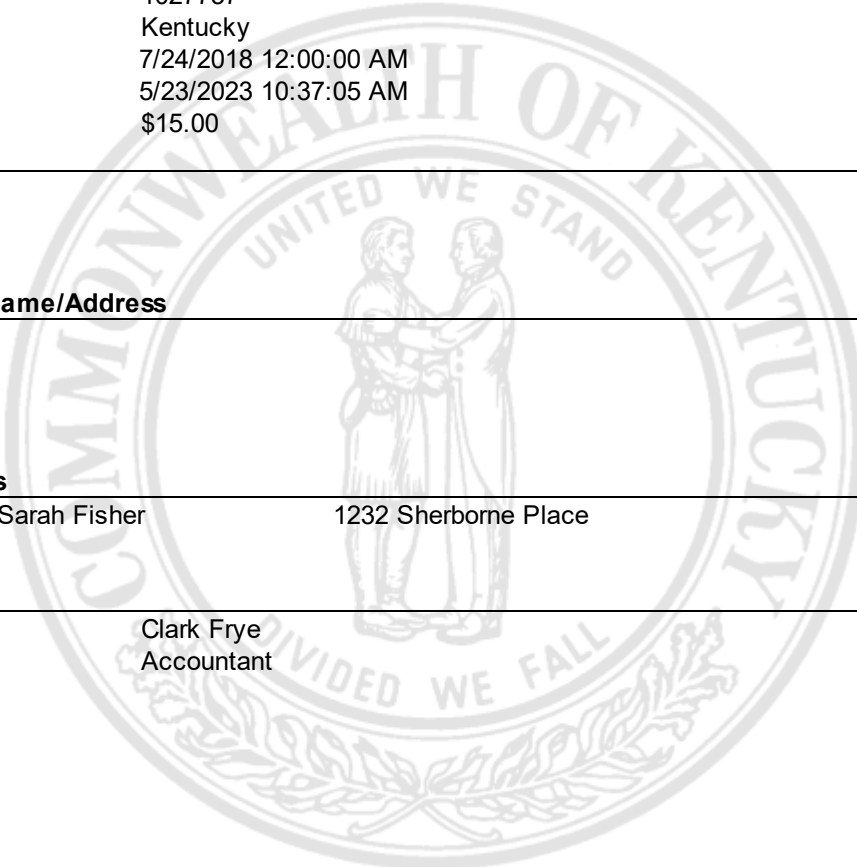 Kentucky
7/24/2018 12:00:00 AM
5/23/2023 10:37:05 AM
$15.00
COMMONWEALTH OF KENTUCKY
UNITED WE STAND
ame/Address
s
Sarah Fisher 1232 Sherborne Place
Clark Frye
Accountant
DIVIDED WE FALL